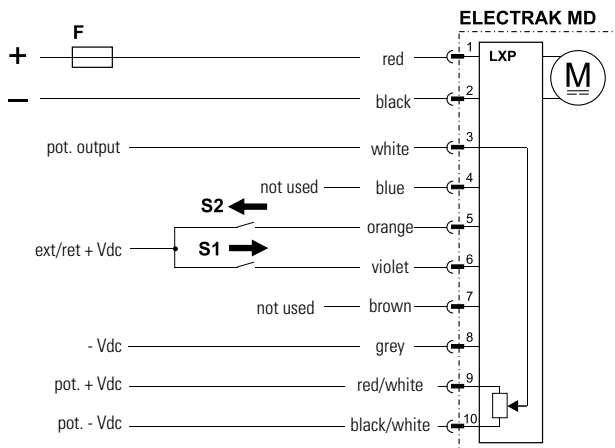 ELECTRAK MD
F
+ red 1 LXP
M
– black 2
pot. output white 3
not used blue 4
S2
orange 5
ext/ret + Vdc S1
violet 6
not used brown 7
- Vdc grey 8
pot. + Vdc red/white 9
pot. - Vdc black/white 10